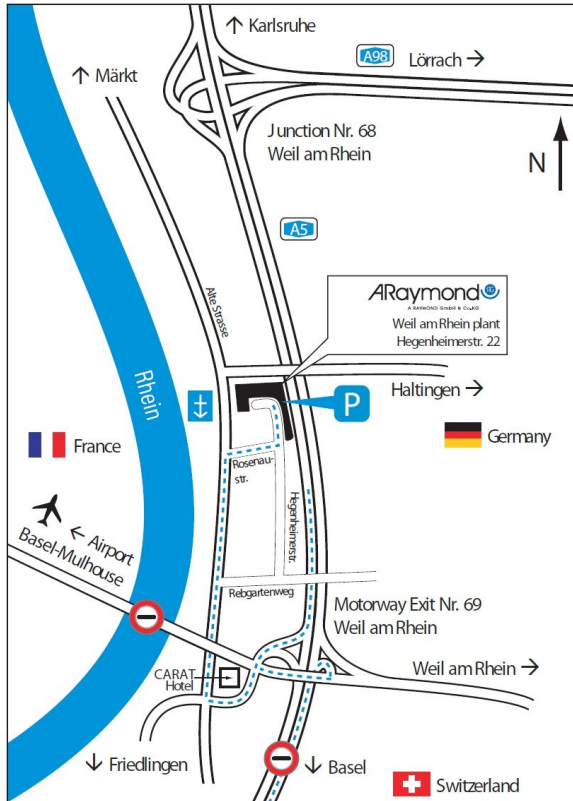 ↑ Karlsruhe
A98
Lörrach →
↑ Märkt
Junction Nr. 68
Weil am Rhein
N
A5
Alte Strasse
ARaymond
A. RAYMOND GmbH & Co.KG
Weil am Rhein plant
Hegenheimerstr. 22
Rhein
Haltingen →
P
France
Germany
Rosenau-
str.
Hegenheimerstr.
← Airport
Basel-Mulhouse
Rebgartenweg
Motorway Exit Nr. 69
Weil am Rhein
Weil am Rhein →
CARAT
Hotel
↓ Friedlingen
↓ Basel
Switzerland